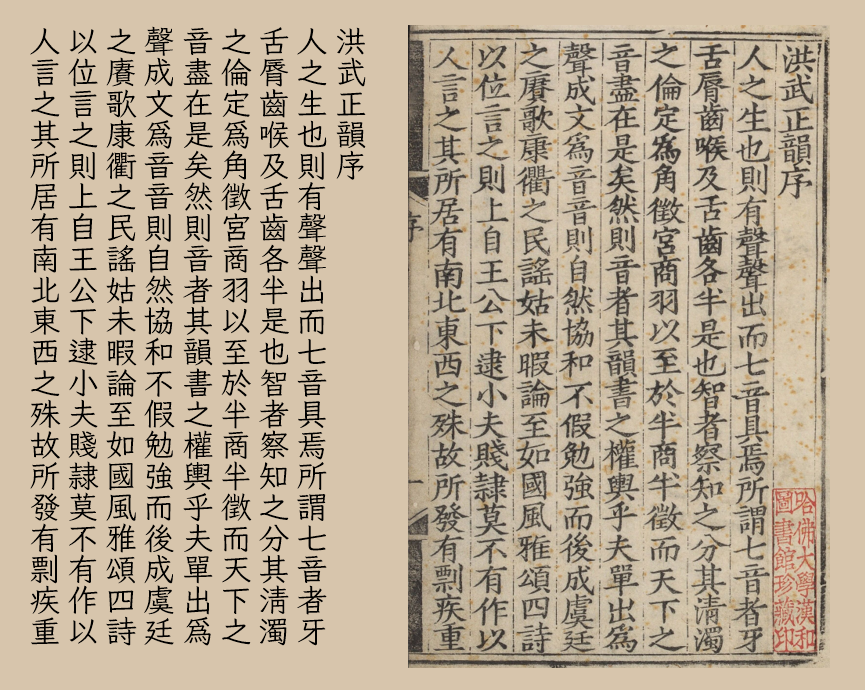 洪武正韻序
哈佛大學漢和
圖書館珍藏印
人之生也則有聲聲出而七音具焉所謂七音者牙
舌脣齒喉及舌齒各半是也智者察知之分其淸濁
之倫定爲角徵宮商羽以至於半商半徵而天下之
音盡在是矣然則音者其韻書之權輿乎夫單出爲
聲成文爲音音則自然協和不假勉強而後成虞廷
之賡歌康衢之民謠姑未暇論至如國風雅頌四詩
以位言之則上自王公下逮小夫賤隷莫不有作以
人言之其所居有南北東西之殊故所發有剽疾重
序
洪武正韻序
人之生也則有聲聲出而七音具焉所謂七音者牙
舌脣齒喉及舌齒各半是也智者察知之分其淸濁
之倫定爲角徵宮商羽以至於半商半徵而天下之
音盡在是矣然則音者其韻書之權輿乎夫單出爲
聲成文爲音音則自然協和不假勉強而後成虞廷
之賡歌康衢之民謠姑未暇論至如國風雅頌四詩
以位言之則上自王公下逮小夫賤隷莫不有作以
人言之其所居有南北東西之殊故所發有剽疾重